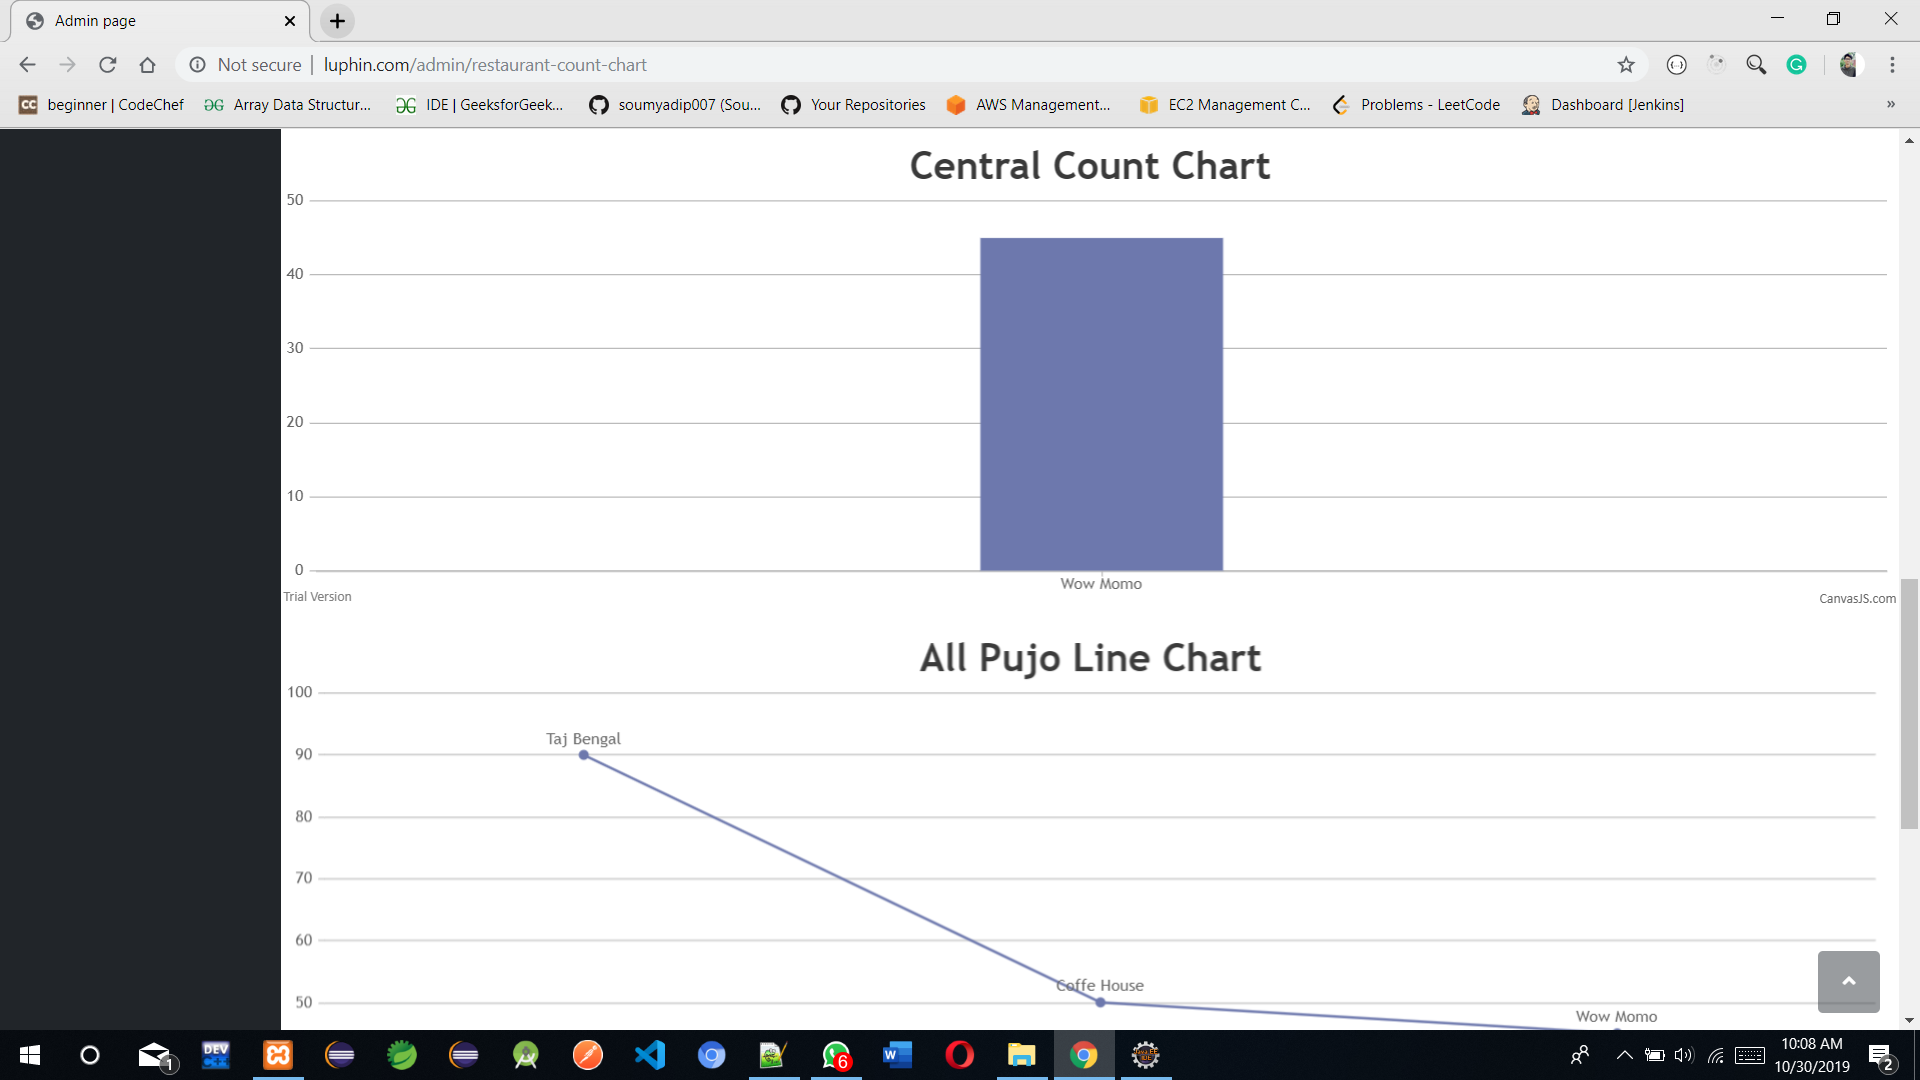 Admin page
Not secure | luphin.com/admin/restaurant-count-chart
CC beginner | CodeChef Array Data Structur... IDE | GeeksforGeek... soumyadip007 (Sou... Your Repositories AWS Management... EC2 Management C... Problems - LeetCode Dashboard [Jenkins] »
Central Count Chart
50
40
30
20
10
0
Wow Momo
Trial Version
CanvasJS.com
All Pujo Line Chart
100
Taj Bengal
90
80
70
60
Coffe House
50
Wow Momo
1 DEV C++ 6 10:08 AM
10/30/2019 2